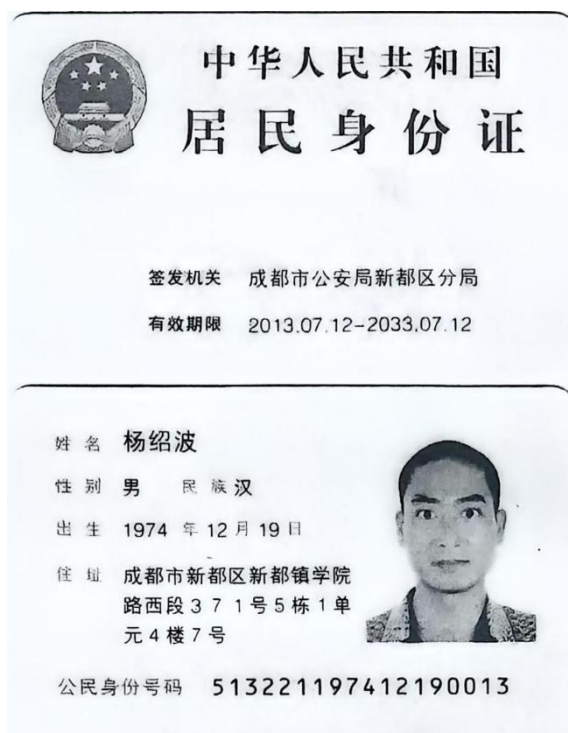 中华人民共和国
居民身份证
签发机关 成都市公安局新都区分局
有效期限 2013.07.12-2033.07.12
姓名 杨绍波
性别 男 民族 汉
出生 1974 年 12 月 19 日
住址 成都市新都区新都镇学院
路西段371号5栋1单
元4楼7号
公民身份号码 513221197412190013